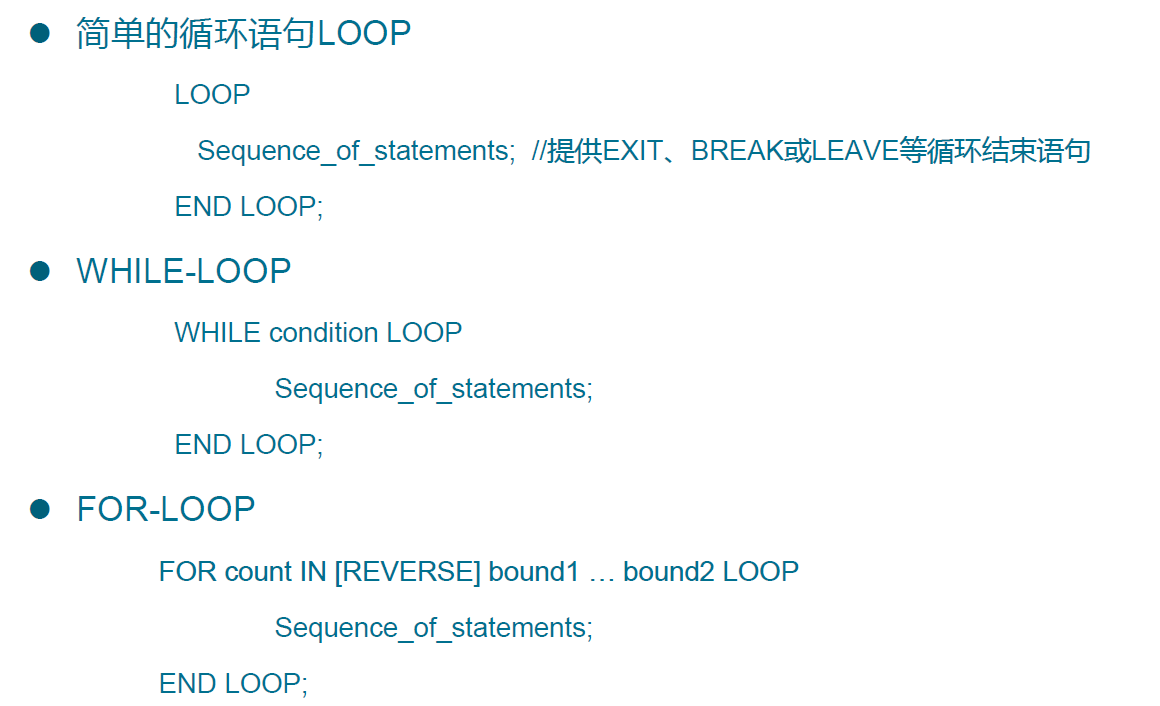 ● 简单的循环语句LOOP
LOOP
Sequence_of_statements; //提供EXIT、BREAK或LEAVE等循环结束语句
END LOOP;
● WHILE-LOOP
WHILE condition LOOP
Sequence_of_statements;
END LOOP;
● FOR-LOOP
FOR count IN [REVERSE] bound1 … bound2 LOOP
Sequence_of_statements;
END LOOP;